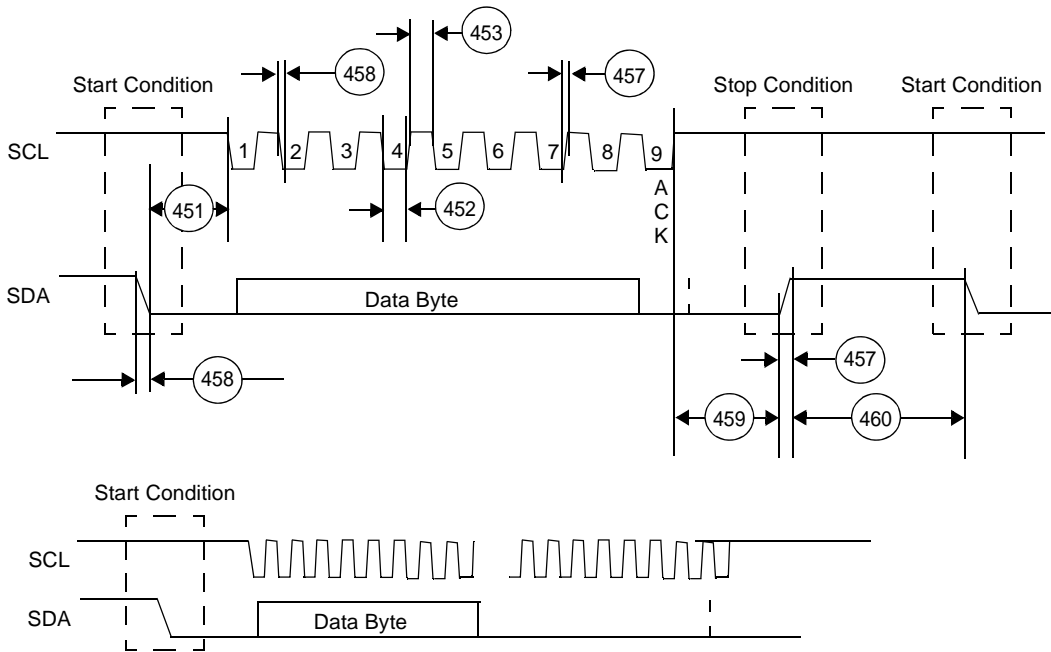 453
458
457
Start Condition
Stop Condition
Start Condition
SCL
1 2 3 4 5 6 7 8 9
A
C
K
451
452
SDA
Data Byte
458
457
459
460
Start Condition
SCL
SDA
Data Byte